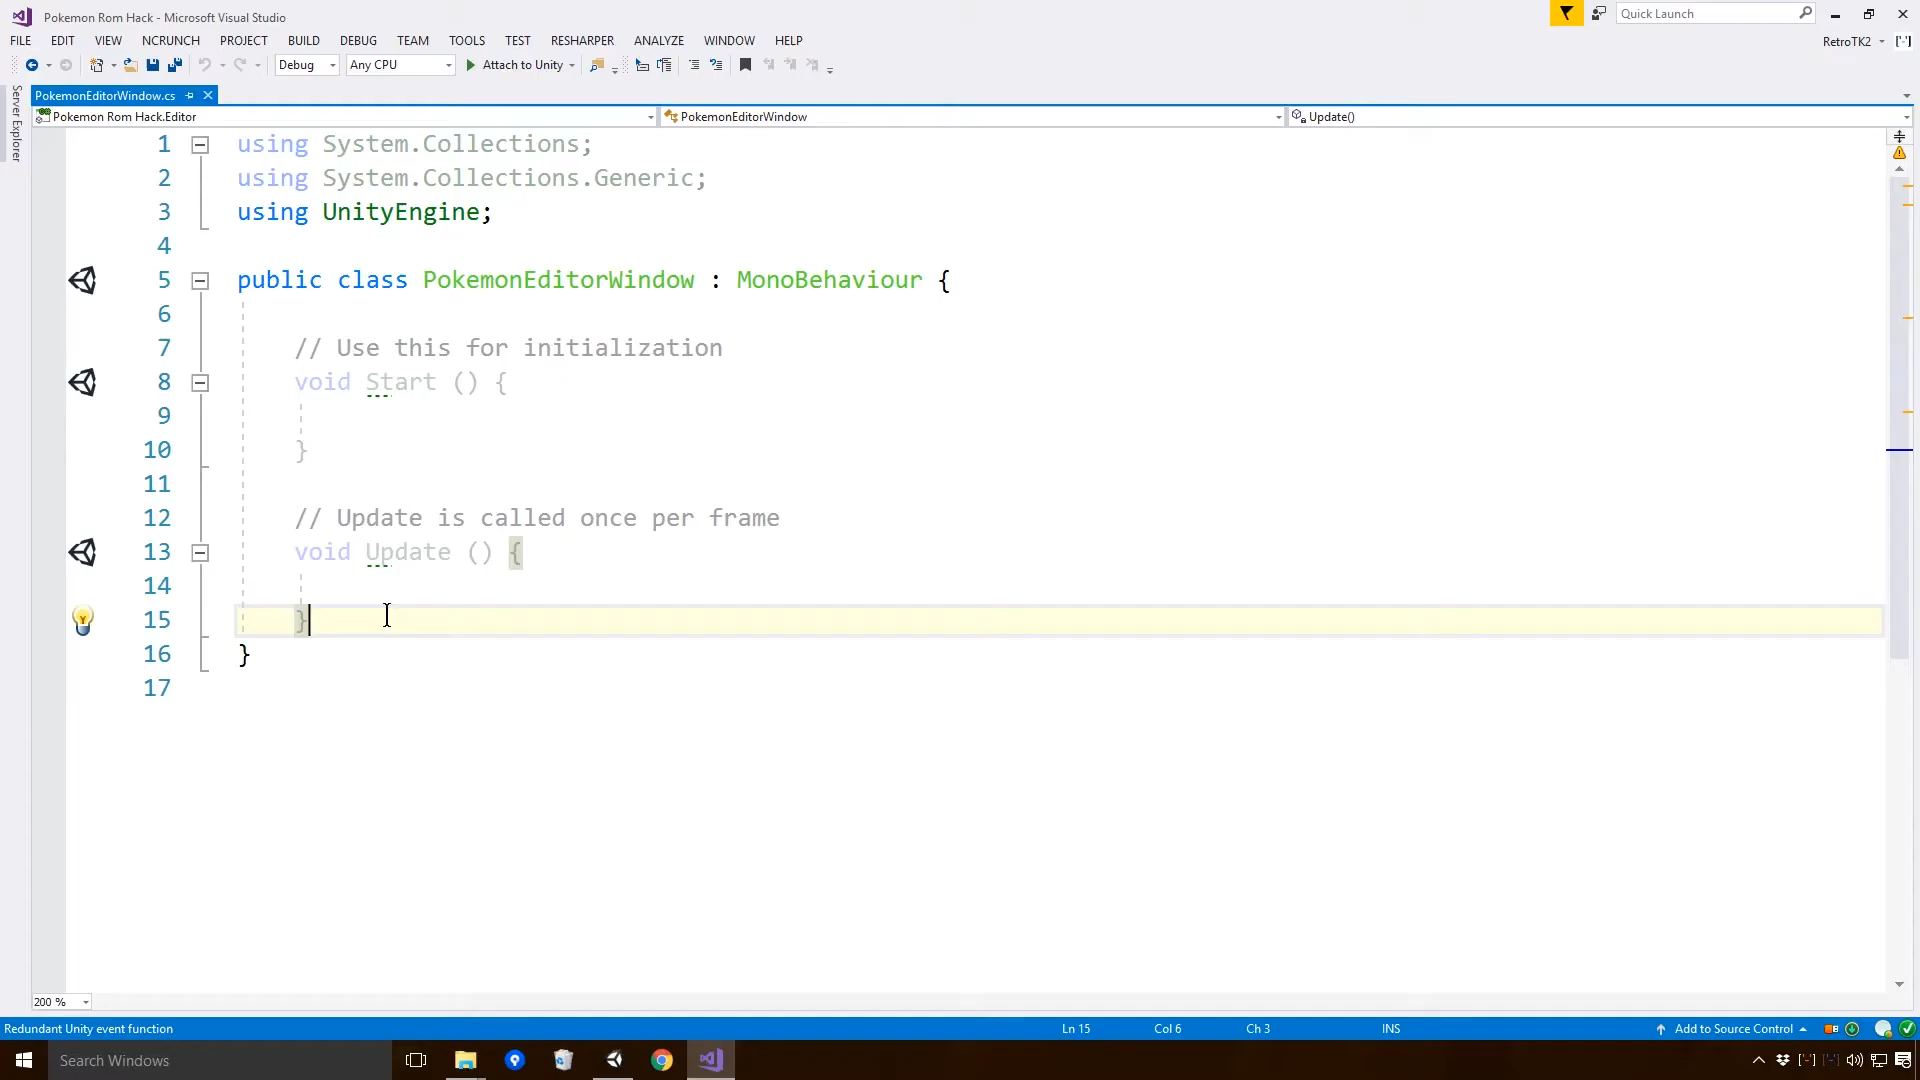 Pokemon Rom Hack - Microsoft Visual Studio
Quick Launch
FILE EDIT VIEW NCRUNCH PROJECT BUILD DEBUG TEAM TOOLS TEST RESHARPER ANALYZE WINDOW HELP
RetroTK2
Debug Any CPU Attach to Unity
Server Explorer
PokemonEditorWindow.cs
Pokemon Rom Hack.Editor PokemonEditorWindow Update()
1 using System.Collections;
2 using System.Collections.Generic;
3 using UnityEngine;
4
5 public class PokemonEditorWindow : MonoBehaviour {
6
7 // Use this for initialization
8 void Start () {
9
10 }
11
12 // Update is called once per frame
13 void Update () {
14
15 }
16 }
17
200 %
Redundant Unity event function Ln 15 Col 6 Ch 3 INS Add to Source Control
Search Windows